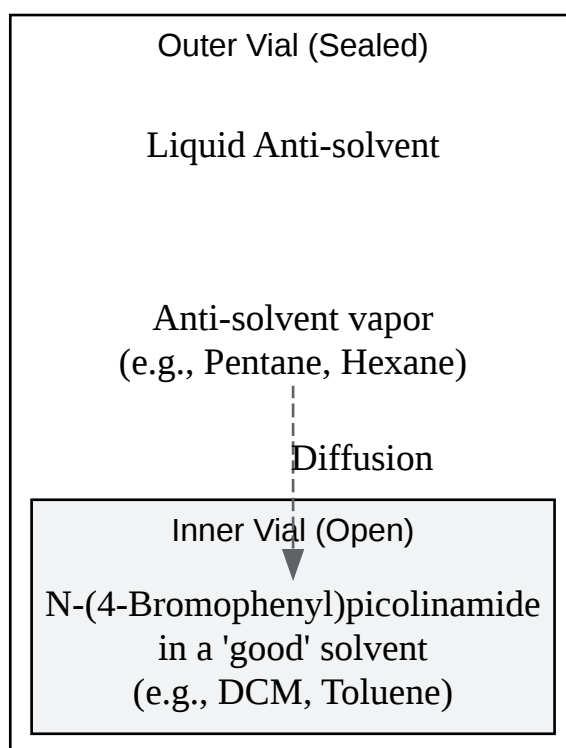 Outer Vial (Sealed)
Liquid Anti-solvent
Anti-solvent vapor
(e.g., Pentane, Hexane)
Diffusion
Inner Vial (Open)
N-(4-Bromophenyl)picolinamide
in a 'good' solvent
(e.g., DCM, Toluene)